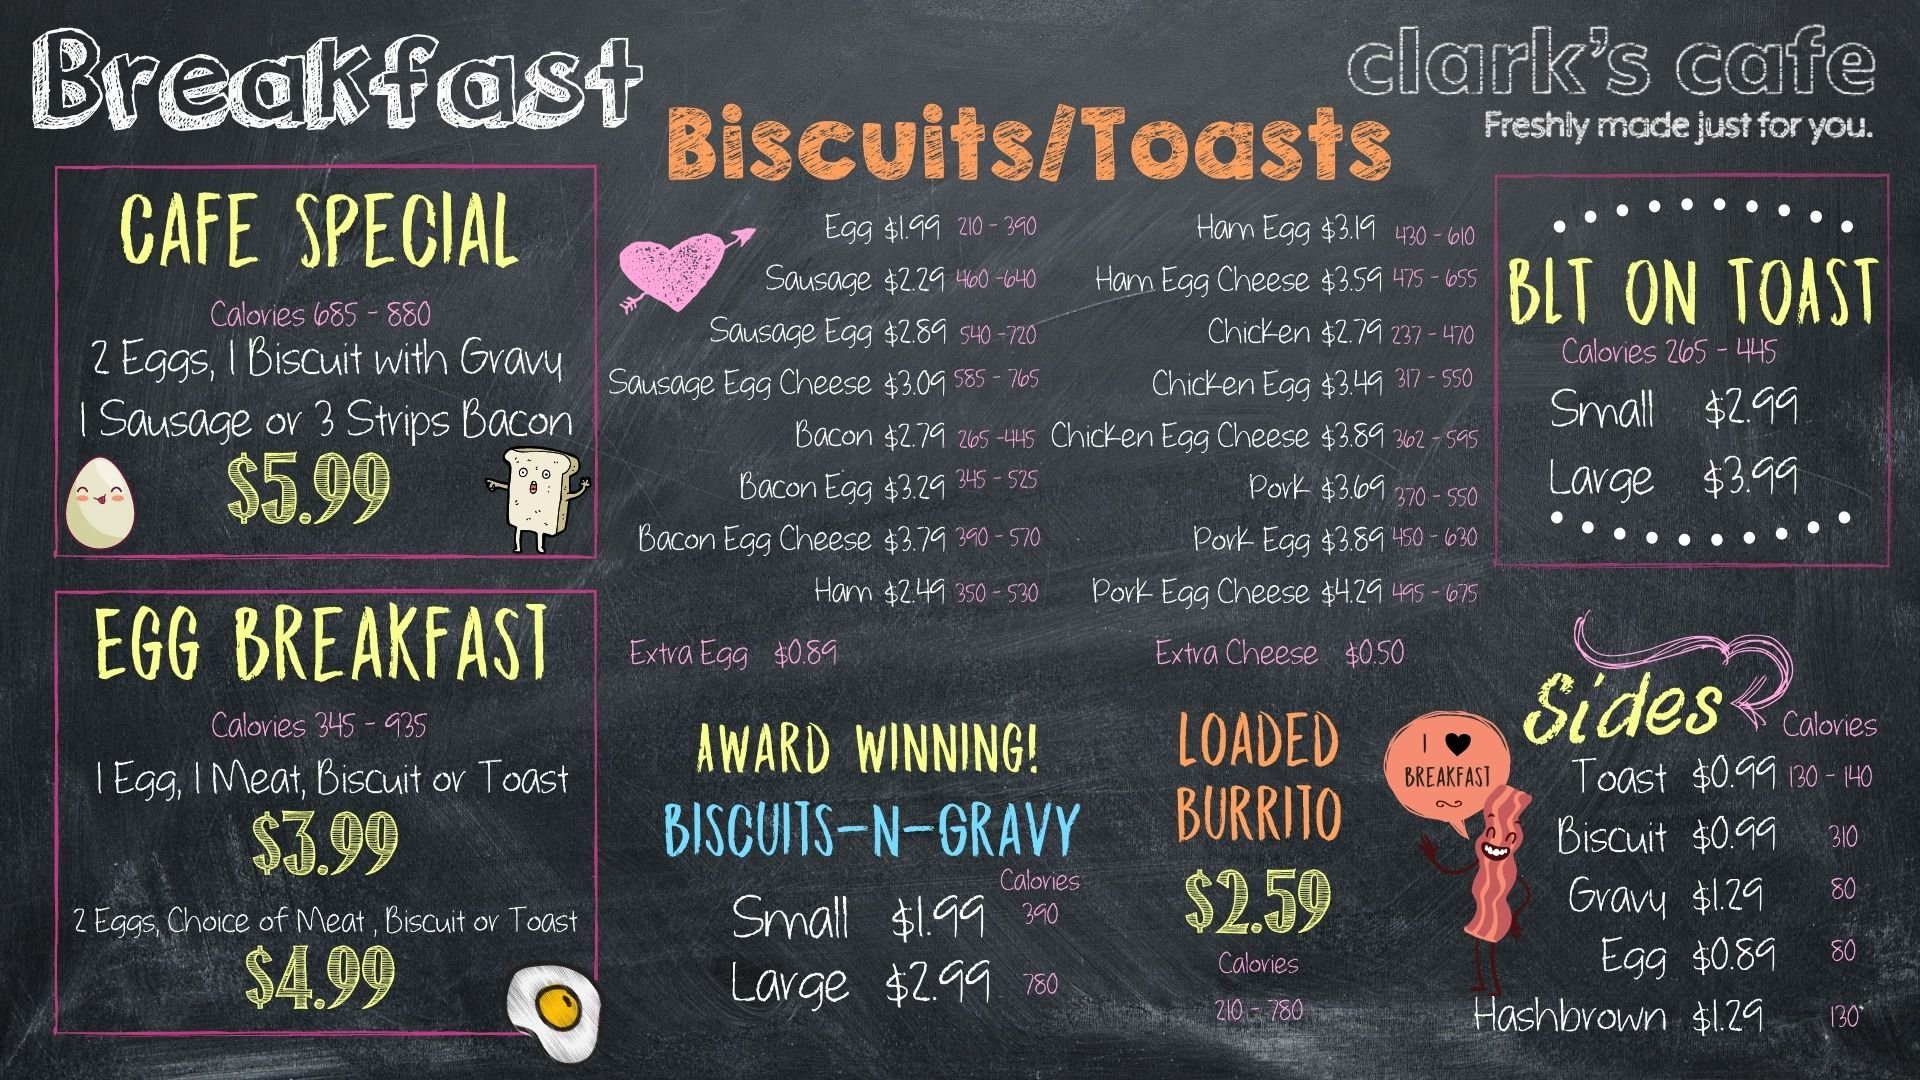 Breakfast
clark's cafe
Freshly made just for you.
CAFE SPECIAL
Calories 685 - 880
2 Eggs, 1 Biscuit with Gravy
1 Sausage or 3 Strips Bacon
$5.99
EGG BREAKFAST
Calories 345 - 935
1 Egg, 1 Meat, Biscuit or Toast
$3.99
2 Eggs, Choice of Meat , Biscuit or Toast
$4.99
Biscuits/Toasts
Egg $1.99 210 - 390
Sausage $2.29 460 -640
Sausage Egg $2.89 540 -720
Sausage Egg Cheese $3.09 585 - 765
Bacon $2.79 265 -445
Bacon Egg $3.29 345 - 525
Bacon Egg Cheese $3.79 390 - 570
Ham $2.49 350 - 530
Extra Egg $0.89
Ham Egg $3.19 430 - 610
Ham Egg Cheese $3.59 475 - 655
Chicken $2.79 237 - 470
Chicken Egg $3.49 317 - 550
Chicken Egg Cheese $3.89 362 - 595
Pork $3.69 370 - 550
Pork Egg $3.89 450 - 630
Pork Egg Cheese $4.29 495 - 675
Extra Cheese $0.50
BLT ON TOAST
Calories 265 - 445
Small $2.99
Large $3.99
AWARD WINNING!
BISCUITS-N-GRAVY
Calories
Small $1.99 390
Large $2.99 780
LOADED
BURRITO
$2.59
Calories
210 - 780
I
BREAKFAST
Sides
Calories
Toast $0.99 130 - 140
Biscuit $0.99 310
Gravy $1.29 80
Egg $0.89 80
Hashbrown $1.29 130*